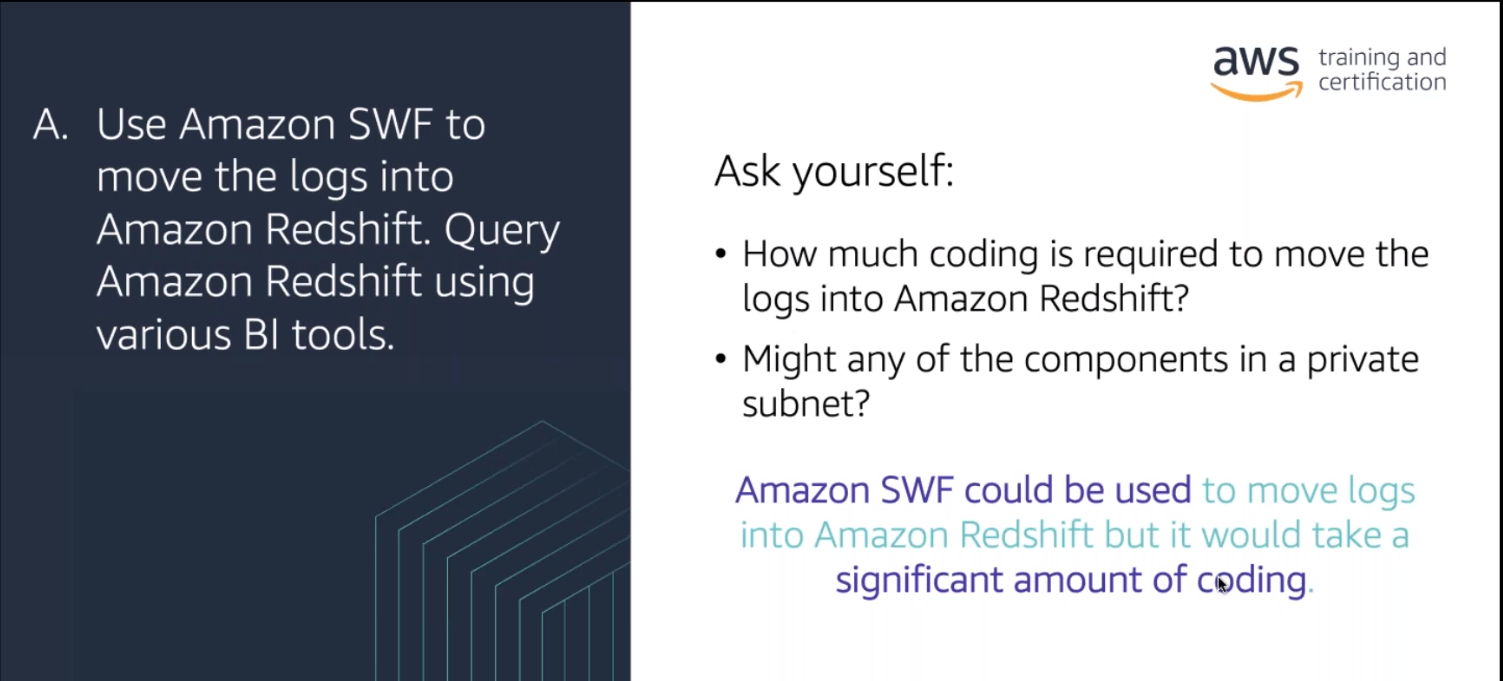 A. Use Amazon SWF to
move the logs into
Amazon Redshift. Query
Amazon Redshift using
various BI tools.
aws training and
certification
Ask yourself:
• How much coding is required to move the
logs into Amazon Redshift?
• Might any of the components in a private
subnet?
Amazon SWF could be used to move logs
into Amazon Redshift but it would take a
significant amount of coding.